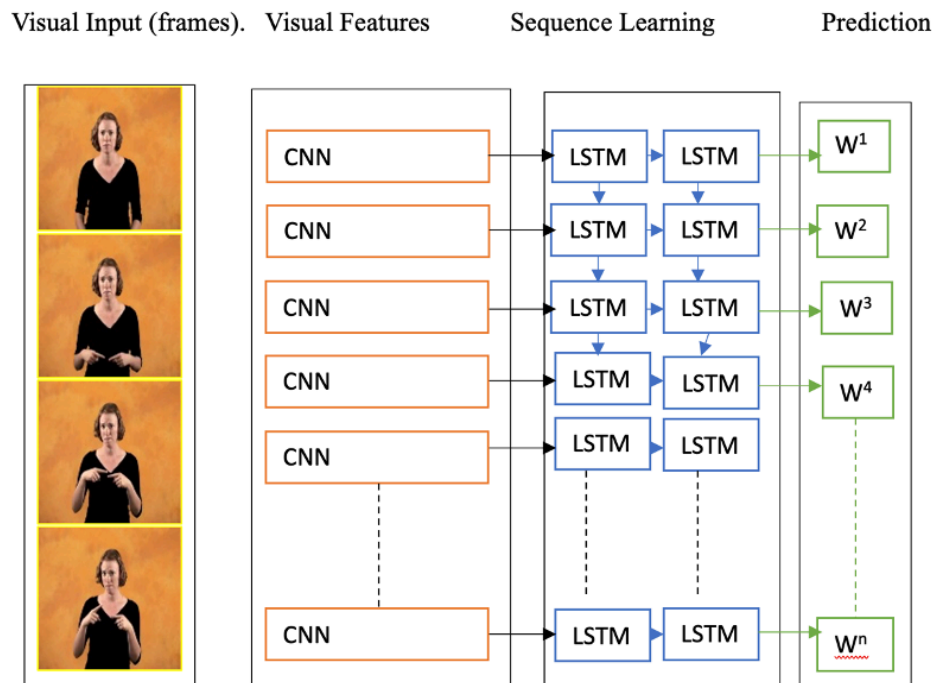 Visual Input (frames). Visual Features Sequence Learning Prediction
CNN LSTM LSTM W¹
CNN LSTM LSTM W²
CNN LSTM LSTM W³
CNN LSTM LSTM W⁴
CNN LSTM LSTM
CNN LSTM LSTM Wⁿ